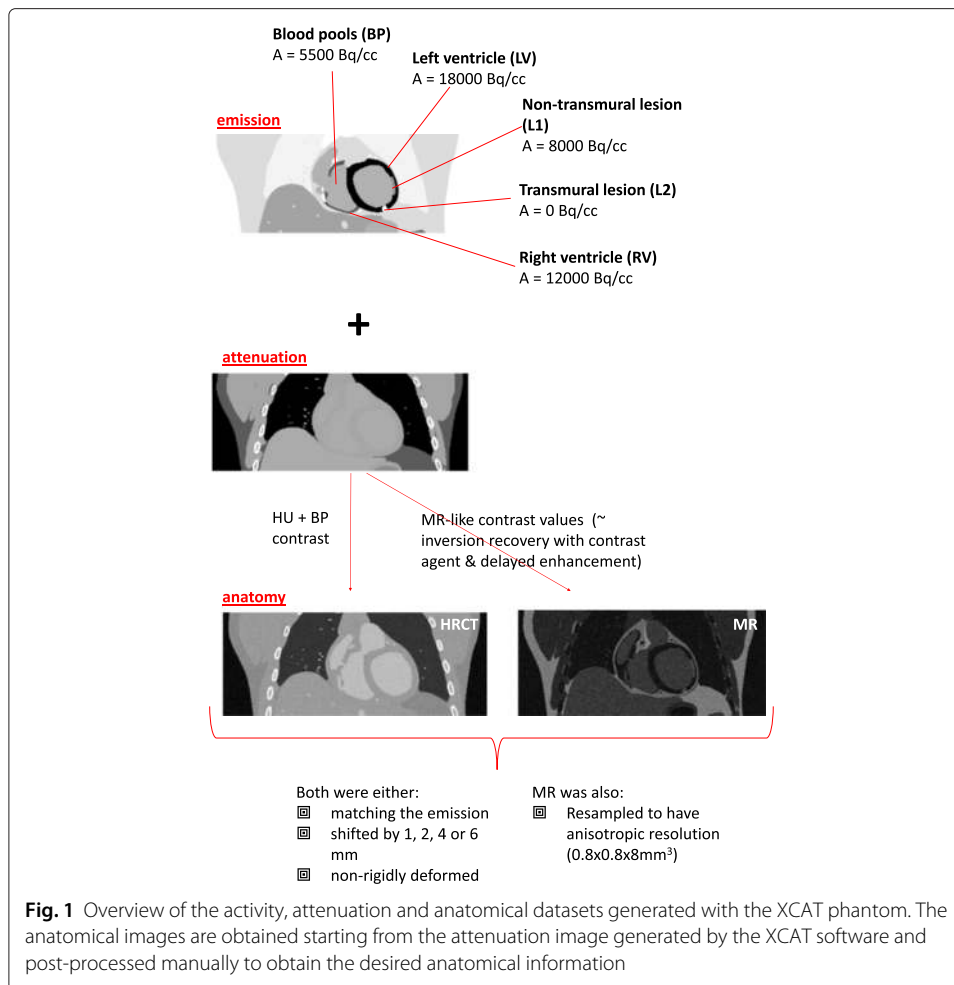 Blood pools (BP)
A = 5500 Bq/cc
Left ventricle (LV)
A = 18000 Bq/cc
Non-transmural lesion
(L1)
A = 8000 Bq/cc
emission
Transmural lesion (L2)
A = 0 Bq/cc
Right ventricle (RV)
A = 12000 Bq/cc
+
attenuation
HU + BP
contrast
MR-like contrast values (~
inversion recovery with contrast
agent & delayed enhancement)
anatomy
HRCT
MR
Both were either:
matching the emission
shifted by 1, 2, 4 or 6
mm
non-rigidly deformed
MR was also:
Resampled to have
anisotropic resolution
(0.8x0.8x8mm³)
Fig. 1 Overview of the activity, attenuation and anatomical datasets generated with the XCAT phantom. The
anatomical images are obtained starting from the attenuation image generated by the XCAT software and
post-processed manually to obtain the desired anatomical information